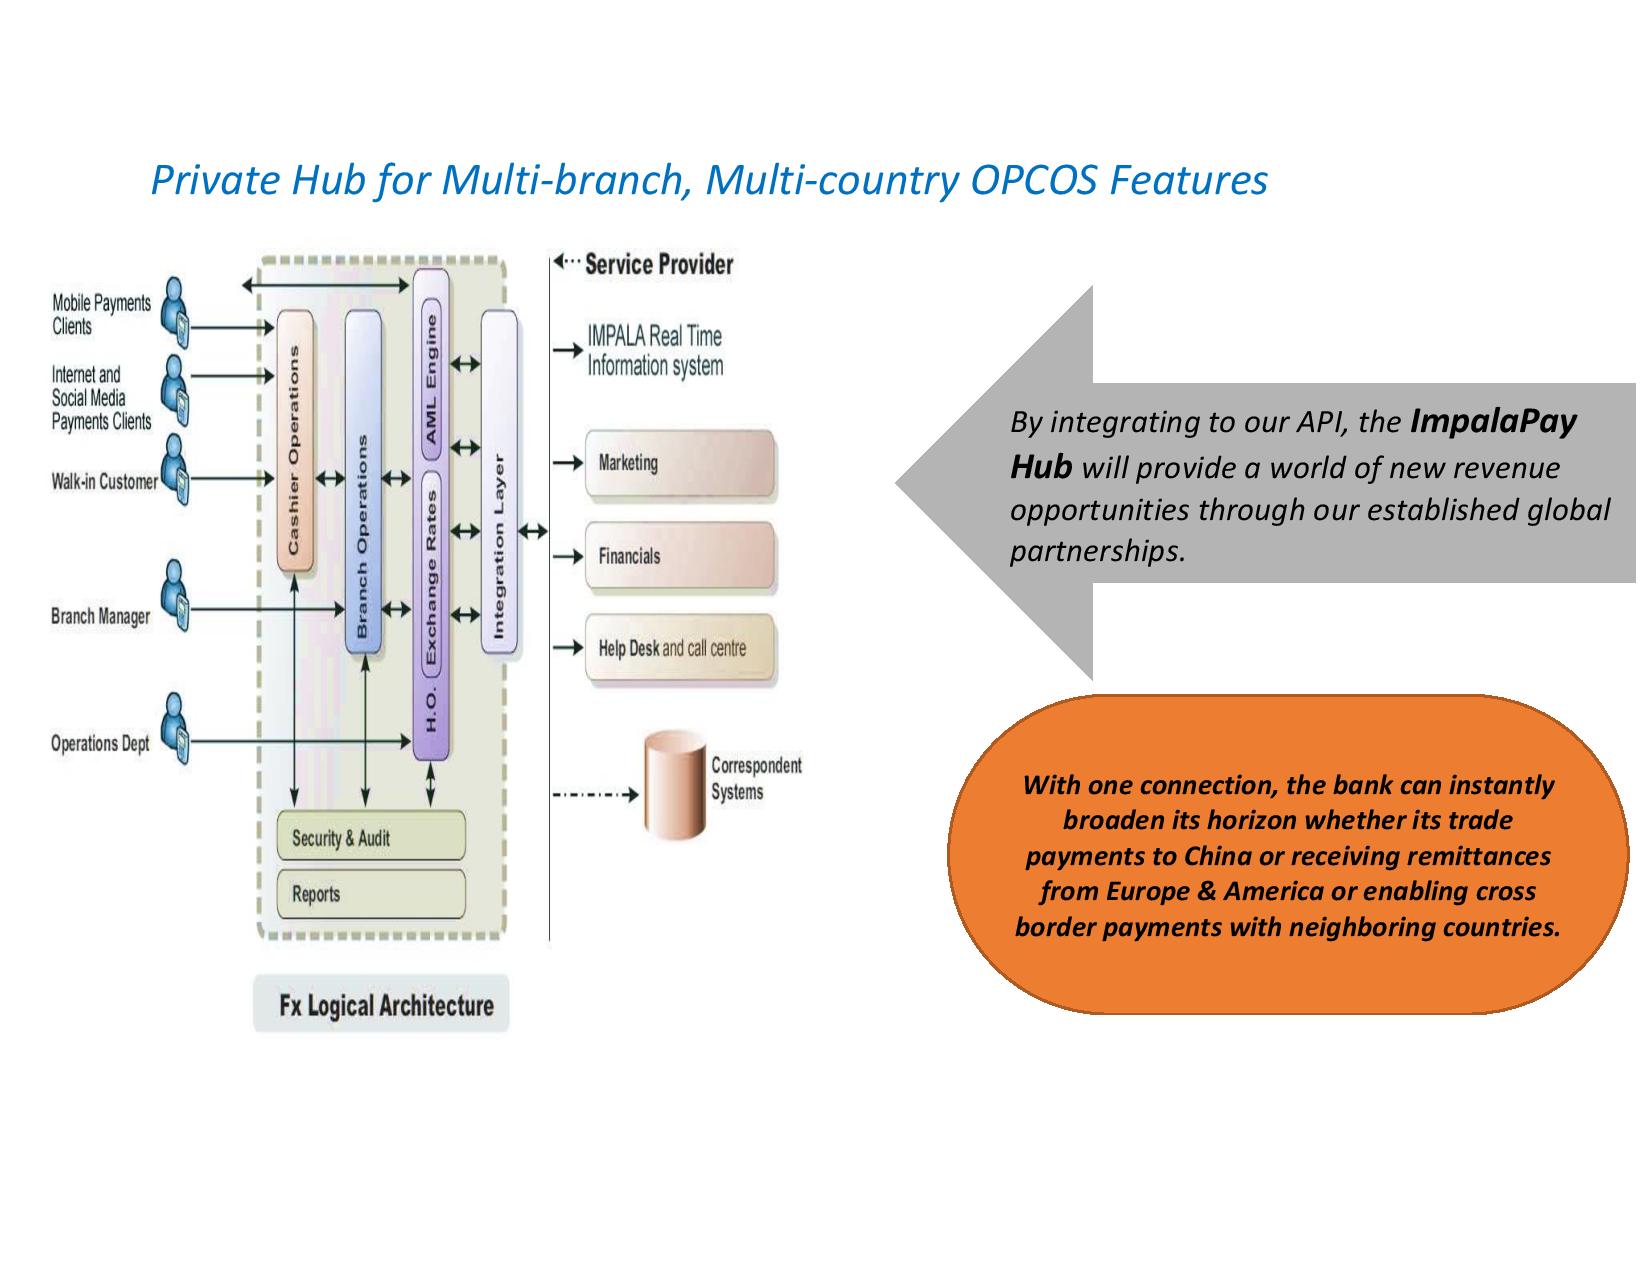 Private Hub for Multi-branch, Multi-country OPCOS Features
Mobile Payments
Clients
Internet and
Social Media
Payments Clients
Walk-in Customer
Branch Manager
Operations Dept
Cashier Operations
Branch Operations
AML Engine
H.O. Exchange Rates
Integration Layer
Security & Audit
Reports
Fx Logical Architecture
Service Provider
IMPALA Real Time
Information system
Marketing
Financials
Help Desk and call centre
Correspondent
Systems
By integrating to our API, the ImpalaPay
Hub will provide a world of new revenue
opportunities through our established global
partnerships.
With one connection, the bank can instantly
broaden its horizon whether its trade
payments to China or receiving remittances
from Europe & America or enabling cross
border payments with neighboring countries.